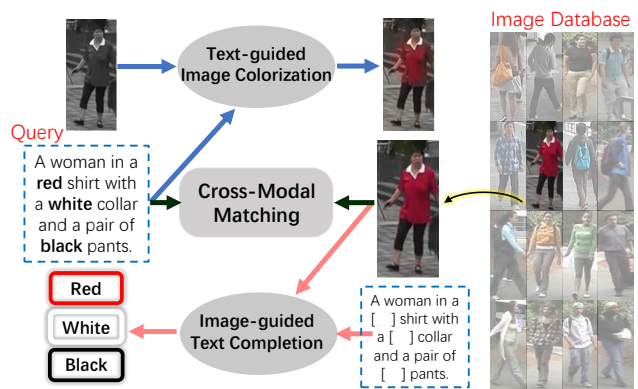 Text-guided
Image Colorization
Image Database
Query
A woman in a
red shirt with
a white collar
and a pair of
black pants.
Cross-Modal
Matching
Red
White
Black
Image-guided
Text Completion
A woman in a
[   ] shirt with
a [   ] collar
and a pair of
[   ] pants.